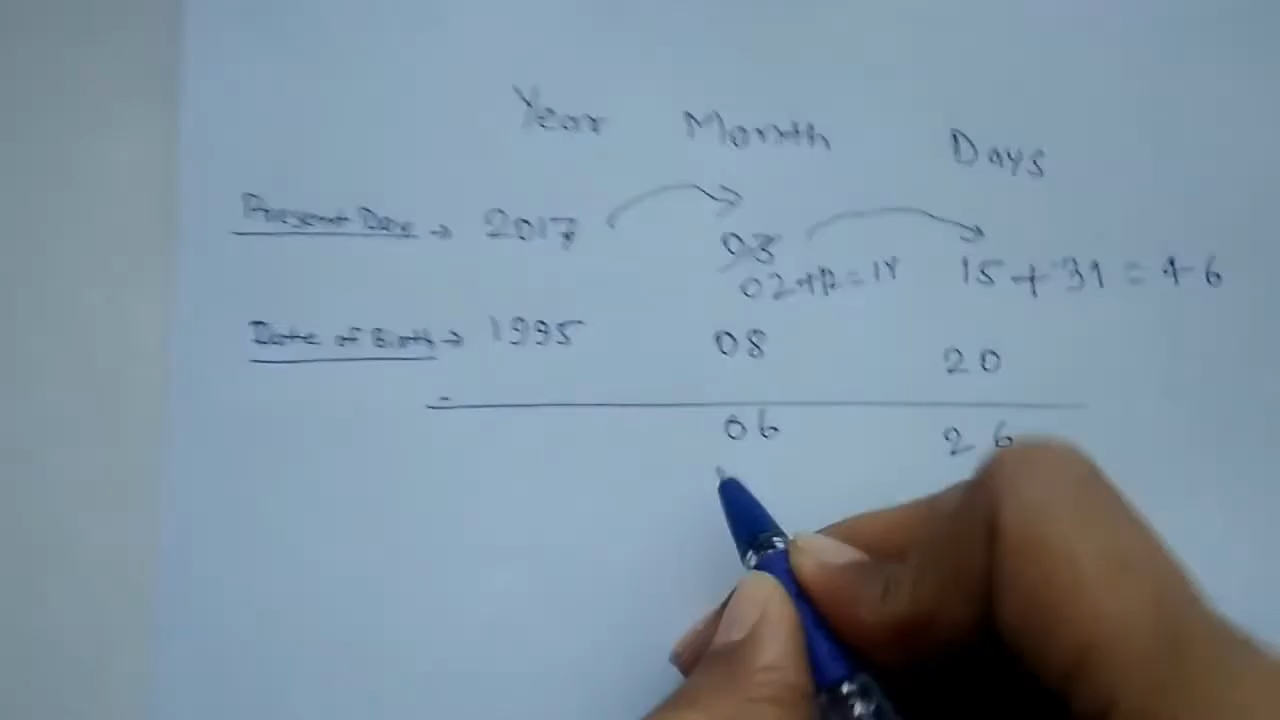 Year Month Days
Present Date → 2017 03 15 + 31 = 46
02+12=14
Date of Birth → 1995 08 20
-
06 26